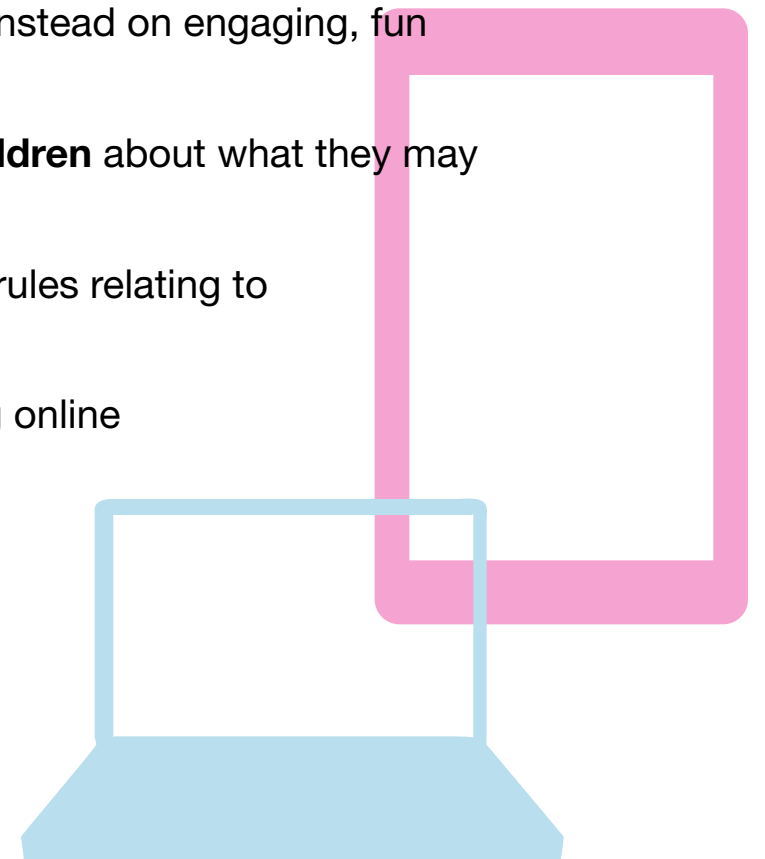 nstead on engaging, fun
ldren about what they may
rules relating to
g online